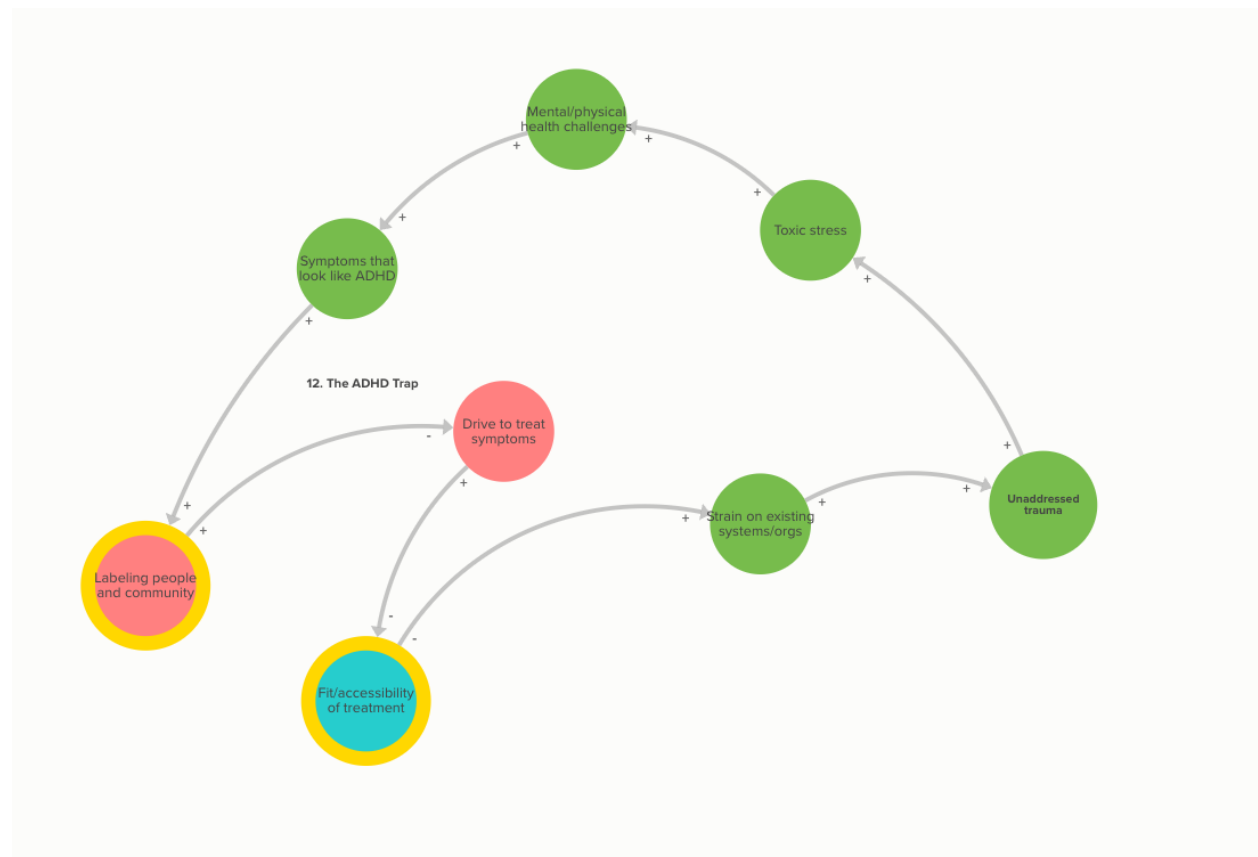 Mental/physical
health challenges
+
+
+
+
Toxic stress
+
Symptoms that
look like ADHD
+
12. The ADHD Trap
Drive to treat
symptoms
-
+
+
Unaddressed
trauma
+
+
+
+
Strain on existing
systems/orgs
+
+
Labeling people
and community
-
-
Fit/accessibility
of treatment